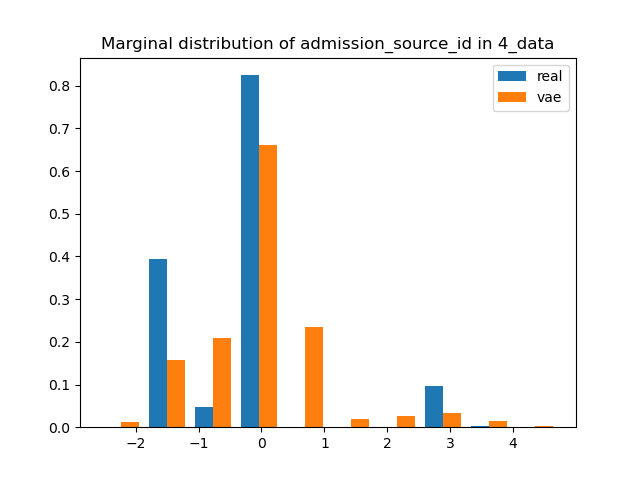 Marginal distribution of admission_source_id in 4_data
real
vae
0.8
0.7
0.6
0.5
0.4
0.3
0.2
0.1
0.0
−2 −1 0 1 2 3 4